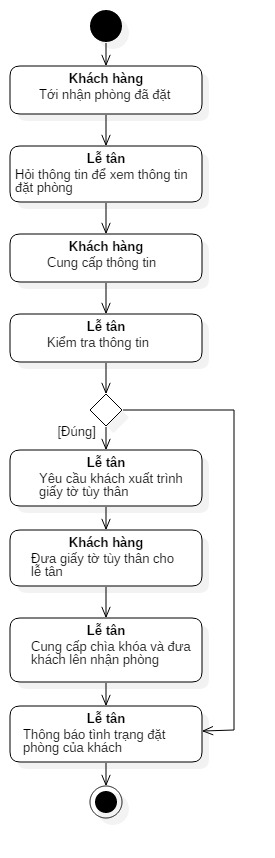 Khách hàng
Tới nhận phòng đã đặt
Lễ tân
Hỏi thông tin để xem thông tin
đặt phòng
Khách hàng
Cung cấp thông tin
Lễ tân
Kiểm tra thông tin
[Đúng]
Lễ tân
Yêu cầu khách xuất trình
giấy tờ tùy thân
Khách hàng
Đưa giấy tờ tùy thân cho
lễ tân
Lễ tân
Cung cấp chìa khóa và đưa
khách lên nhận phòng
Lễ tân
Thông báo tình trạng đặt
phòng của khách